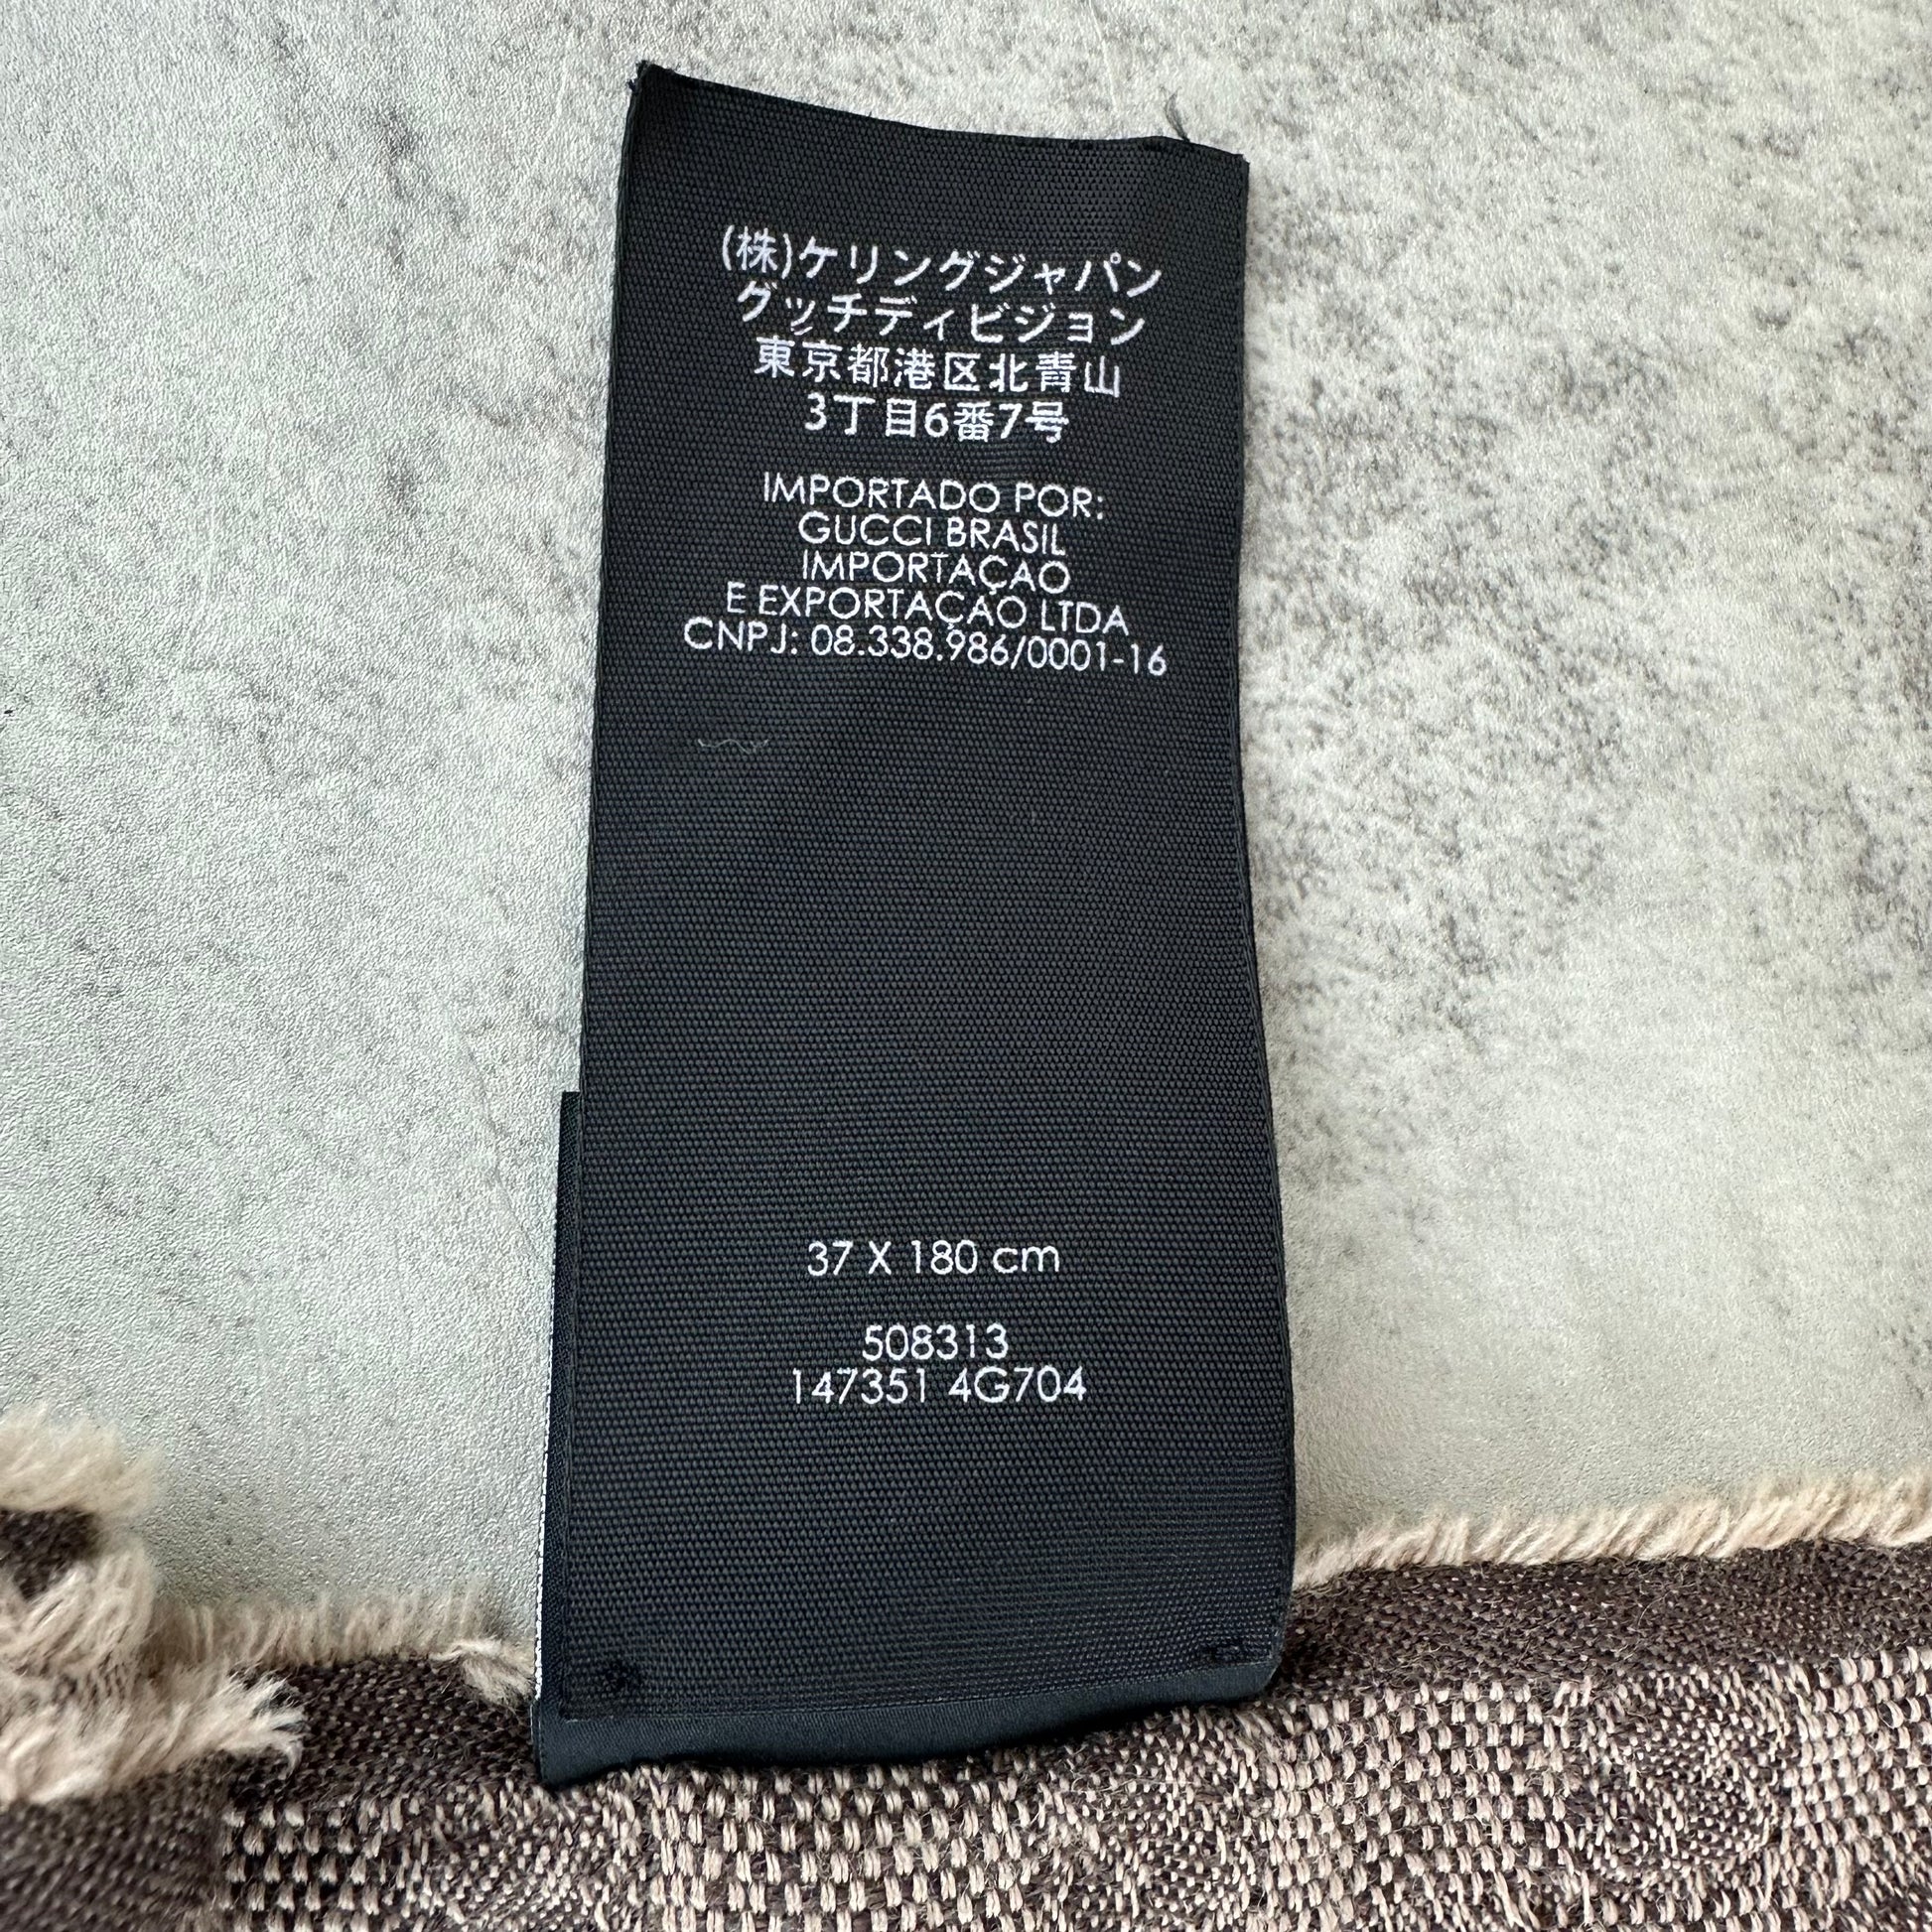 (株)ケリングジャパン
グッチディビジョン
東京都港区北青山
3丁目6番7号
IMPORTADO POR:
GUCCI BRASIL
IMPORTAÇAO
E EXPORTAÇAO LTDA
CNPJ: 08.338.986/0001-16
37 X 180 cm
508313
147351 4G704